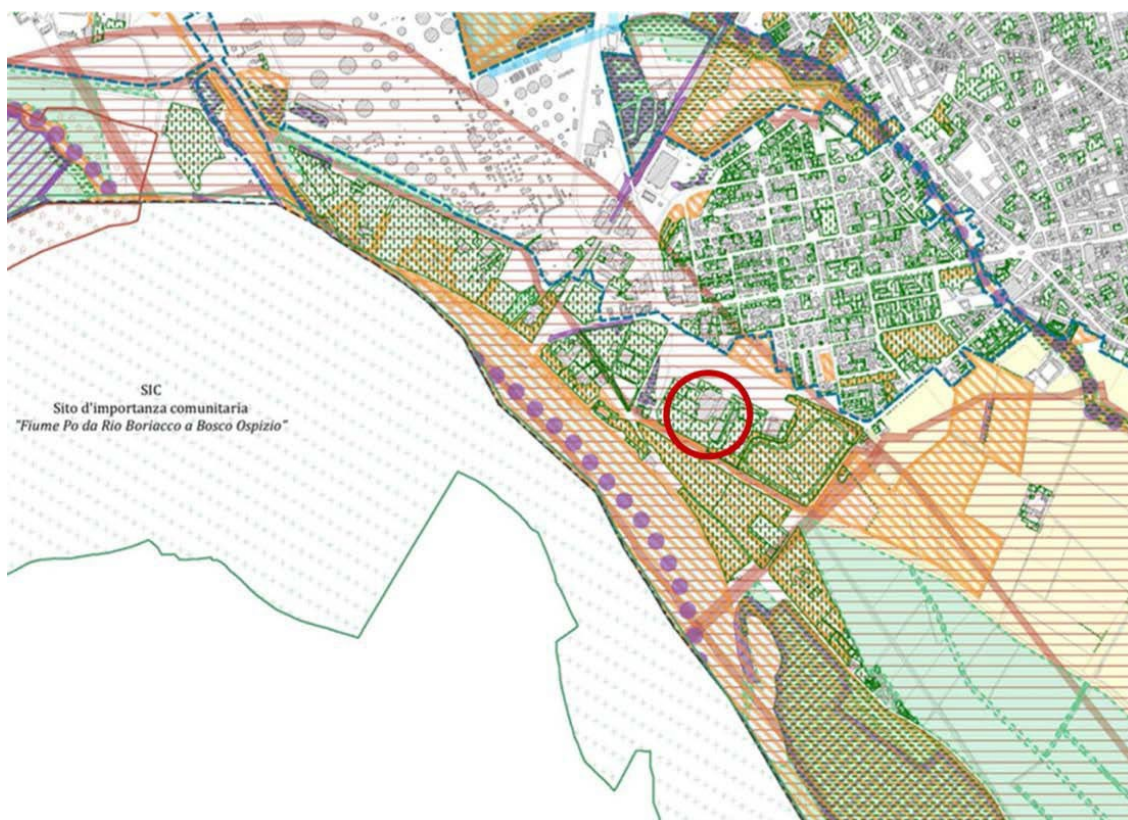 SIC
Sito d'importanza comunitaria
"Fiume Po da Rio Boriacco a Bosco Ospizio"